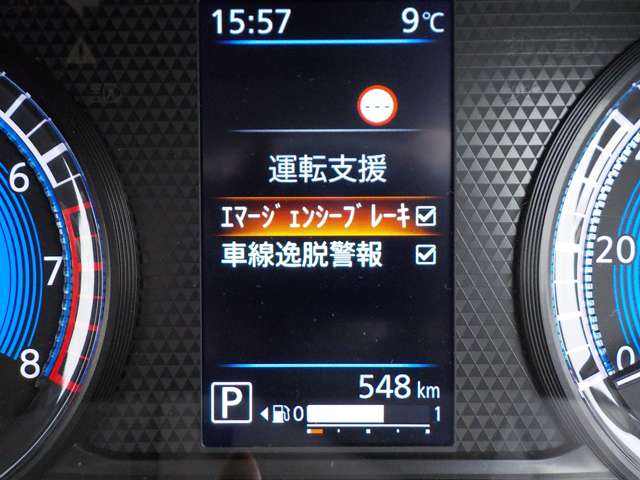 15:57 9℃
---
運転支援
ｴﾏｰｼﾞｪﾝｼｰﾌﾞﾚｰｷ
車線逸脱警報
6
7
8
20
0
548 km
P 0 1